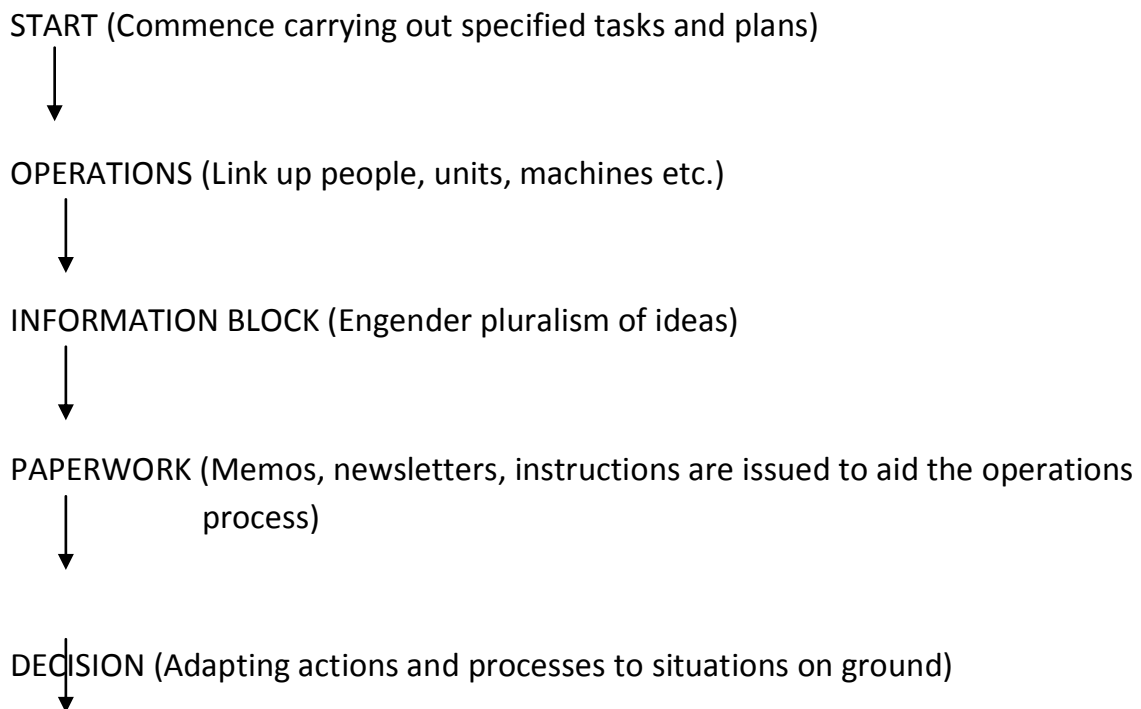 START (Commence carrying out specified tasks and plans)
OPERATIONS (Link up people, units, machines etc.)
INFORMATION BLOCK (Engender pluralism of ideas)
PAPERWORK (Memos, newsletters, instructions are issued to aid the operations
process)
DECISION (Adapting actions and processes to situations on ground)